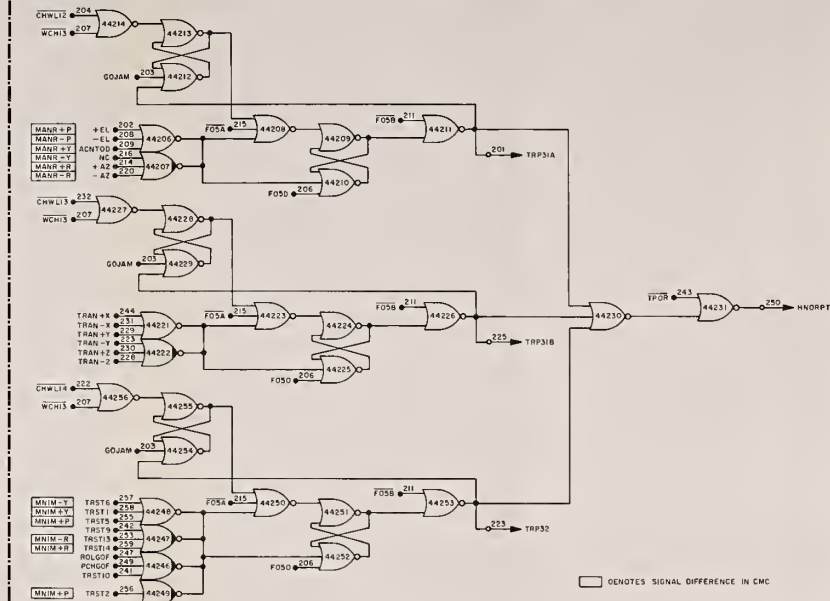 CHWL12 204
WCH13 207
44214
44213
GOJAM 203
44212
MANR+P +EL 202
MANR-P -EL 208
MANR+Y ACNTOD 209
MANR-Y NC 216
MANR+R +AZ 214
MANR-R -AZ 220
44206
44207
F05A 215
44208
44209
44210
F05D 206
F05B 211
44211
201 TRP31A
CHWL13 232
WCH13 207
44227
44228
GOJAM 203
44229
TRAN+X 244
TRAN-X 231
TRAN+Y 229
TRAN-Y 223
TRAN+Z 230
TRAN-Z 226
44221
44222
F05A 215
44223
44224
44225
F05D 206
F05B 211
44226
225 TRP31B
44230
TPOR 243
44231
250 HNDRPT
CHWL14 222
WCH13 207
44256
44255
GOJAM 203
44254
MNIM-Y TRST6 257
MNIM+Y TRST1 258
MNIM+P TRST5 255
TRST9 242
MNIM-R TRST13 253
MNIM+R TRST14 259
ROLGOF 247
PCHGOF 249
TRST10 241
MNIM+P TRST2 256
44248
44247
44246
44249
F05A 215
44250
44251
44252
F05D 206
F05B 211
44253
223 TRP32
DENOTES SIGNAL DIFFERENCE IN CMC